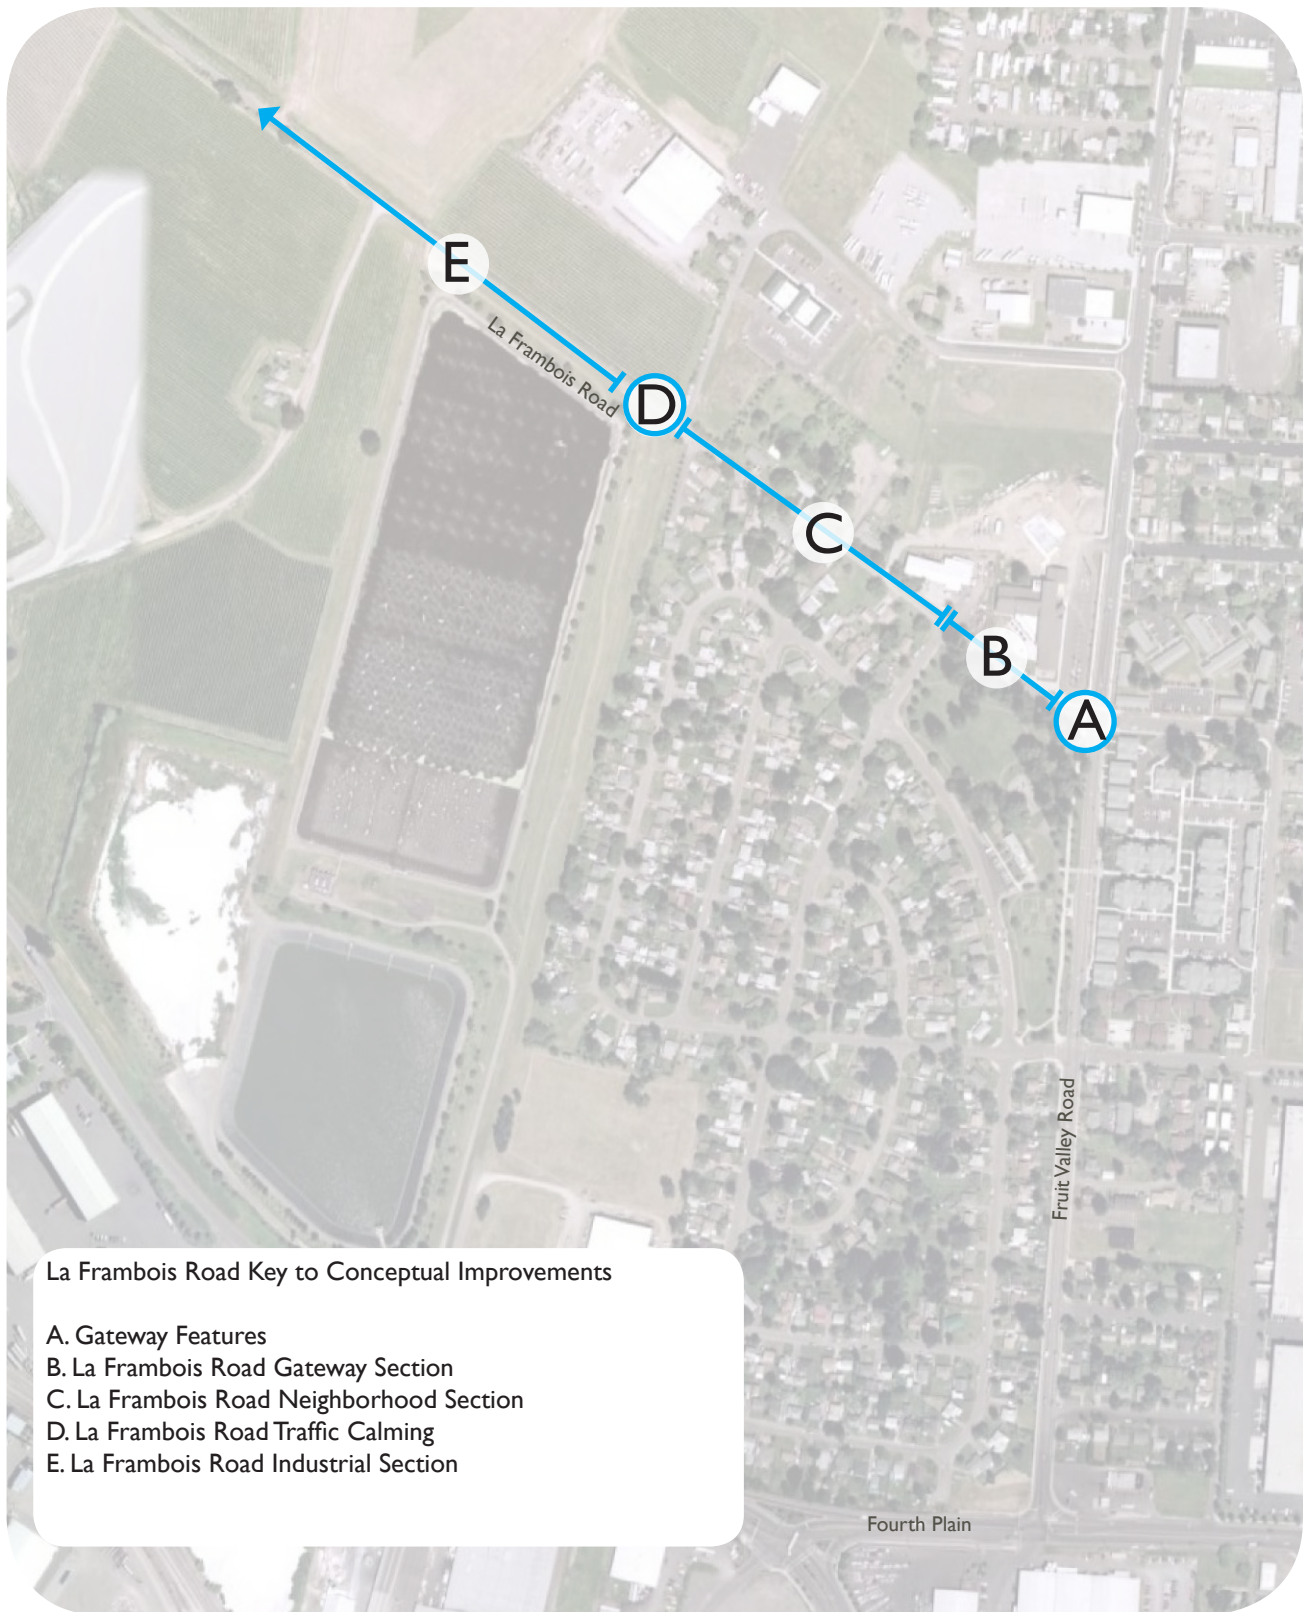 E
La Frambois Road
D
C
B
A
Fruit Valley Road
La Frambois Road Key to Conceptual Improvements
A. Gateway Features
B. La Frambois Road Gateway Section
C. La Frambois Road Neighborhood Section
D. La Frambois Road Traffic Calming
E. La Frambois Road Industrial Section
Fourth Plain